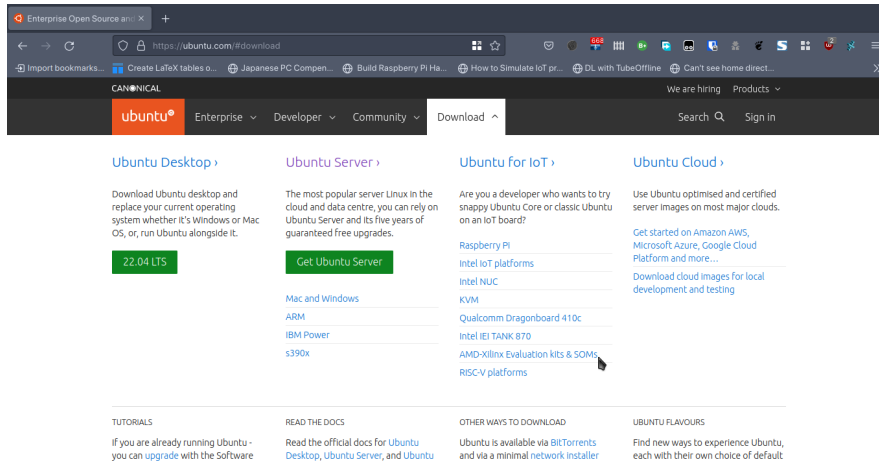 Enterprise Open Source and
https://ubuntu.com/#download
668
2
Import bookmarks...
Create LaTeX tables o...
Japanese PC Compen...
Build Raspberry Pi Ha...
How to Simulate IoT pr...
DL with TubeOffline
Can't see home direct...
CANONICAL
We are hiring
Products
ubuntu
Enterprise
Developer
Community
Download
Search
Sign in
Ubuntu Desktop ›
Download Ubuntu desktop and
replace your current operating
system whether it's Windows or Mac
OS, or, run Ubuntu alongside it.
22.04 LTS
Ubuntu Server ›
The most popular server Linux in the
cloud and data centre, you can rely on
Ubuntu Server and its five years of
guaranteed free upgrades.
Get Ubuntu Server
Mac and Windows
ARM
IBM Power
s390x
Ubuntu for IoT ›
Are you a developer who wants to try
snappy Ubuntu Core or classic Ubuntu
on an IoT board?
Raspberry Pi
Intel IoT platforms
Intel NUC
KVM
Qualcomm Dragonboard 410c
Intel IEI TANK 870
AMD-Xilinx Evaluation kits & SOMs
RISC-V platforms
Ubuntu Cloud ›
Use Ubuntu optimised and certified
server images on most major clouds.
Get started on Amazon AWS,
Microsoft Azure, Google Cloud
Platform and more…
Download cloud images for local
development and testing
TUTORIALS
If you are already running Ubuntu -
you can upgrade with the Software
READ THE DOCS
Read the official docs for Ubuntu
Desktop, Ubuntu Server, and Ubuntu
OTHER WAYS TO DOWNLOAD
Ubuntu is available via BitTorrents
and via a minimal network installer
UBUNTU FLAVOURS
Find new ways to experience Ubuntu,
each with their own choice of default